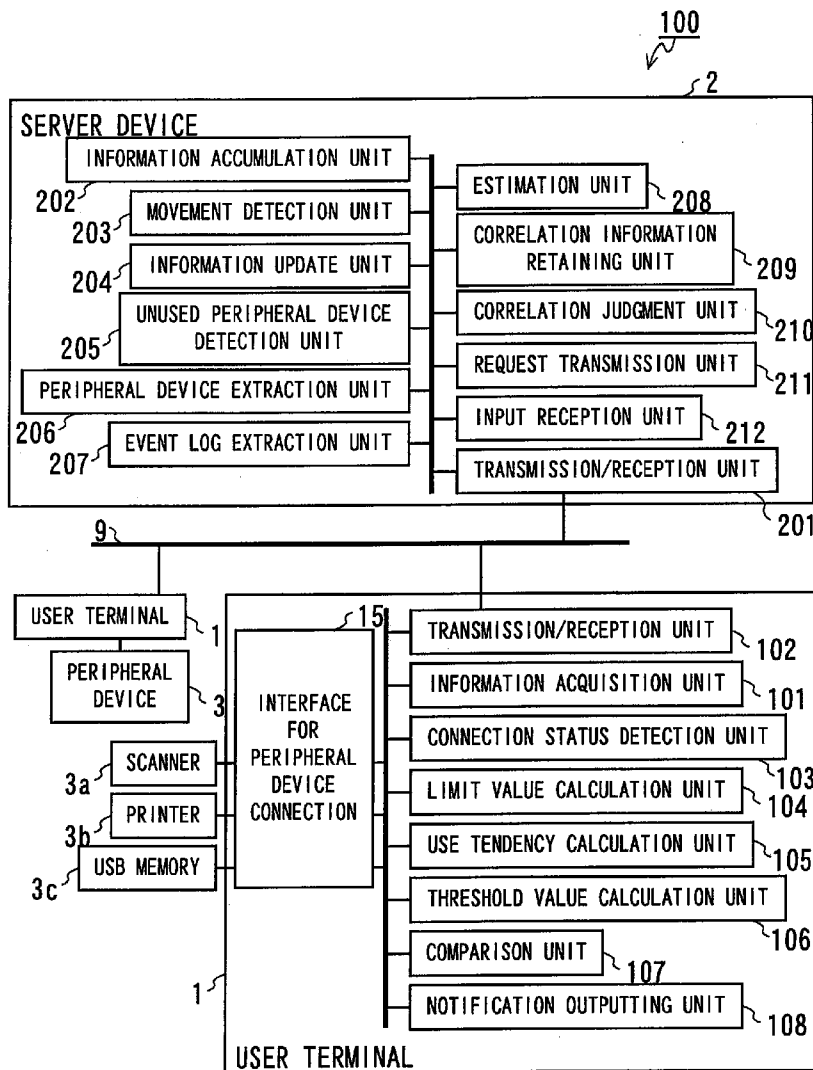 100
2
SERVER DEVICE
INFORMATION ACCUMULATION UNIT
202
MOVEMENT DETECTION UNIT
203
INFORMATION UPDATE UNIT
204
UNUSED PERIPHERAL DEVICE
DETECTION UNIT
205
PERIPHERAL DEVICE EXTRACTION UNIT
206
EVENT LOG EXTRACTION UNIT
207
ESTIMATION UNIT
208
CORRELATION INFORMATION
RETAINING UNIT
209
CORRELATION JUDGMENT UNIT
210
REQUEST TRANSMISSION UNIT
211
INPUT RECEPTION UNIT
212
TRANSMISSION/RECEPTION UNIT
201
9
USER TERMINAL
1
PERIPHERAL
DEVICE
3
SCANNER
3a
PRINTER
3b
USB MEMORY
3c
15
INTERFACE
FOR
PERIPHERAL
DEVICE
CONNECTION
TRANSMISSION/RECEPTION UNIT
102
INFORMATION ACQUISITION UNIT
101
CONNECTION STATUS DETECTION UNIT
103
LIMIT VALUE CALCULATION UNIT
104
USE TENDENCY CALCULATION UNIT
105
THRESHOLD VALUE CALCULATION UNIT
106
COMPARISON UNIT
107
NOTIFICATION OUTPUTTING UNIT
108
1
USER TERMINAL